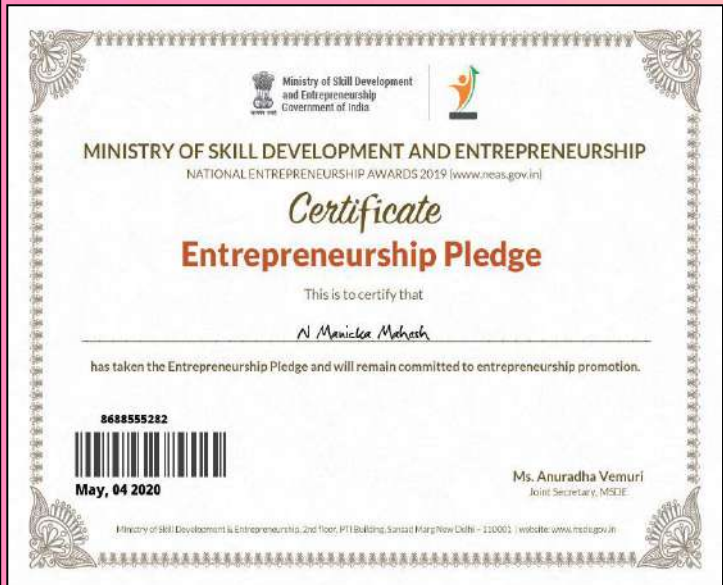 Ministry of Skill Development
and Entrepreneurship
Government of India
MINISTRY OF SKILL DEVELOPMENT AND ENTREPRENEURSHIP
NATIONAL ENTREPRENEURSHIP AWARDS 2019 (www.neas.gov.in)
Certificate
Entrepreneurship Pledge
This is to certify that
N Manicka Mahesh
has taken the Entrepreneurship Pledge and will remain committed to entrepreneurship promotion.
8688555282
May, 04 2020
Ms. Anuradha Vemuri
Joint Secretary, MSDE
Ministry of Skill Development & Entrepreneurship, 2nd floor, PTI Building, Sansad Marg New Delhi - 110001 | website: www.msde.gov.in